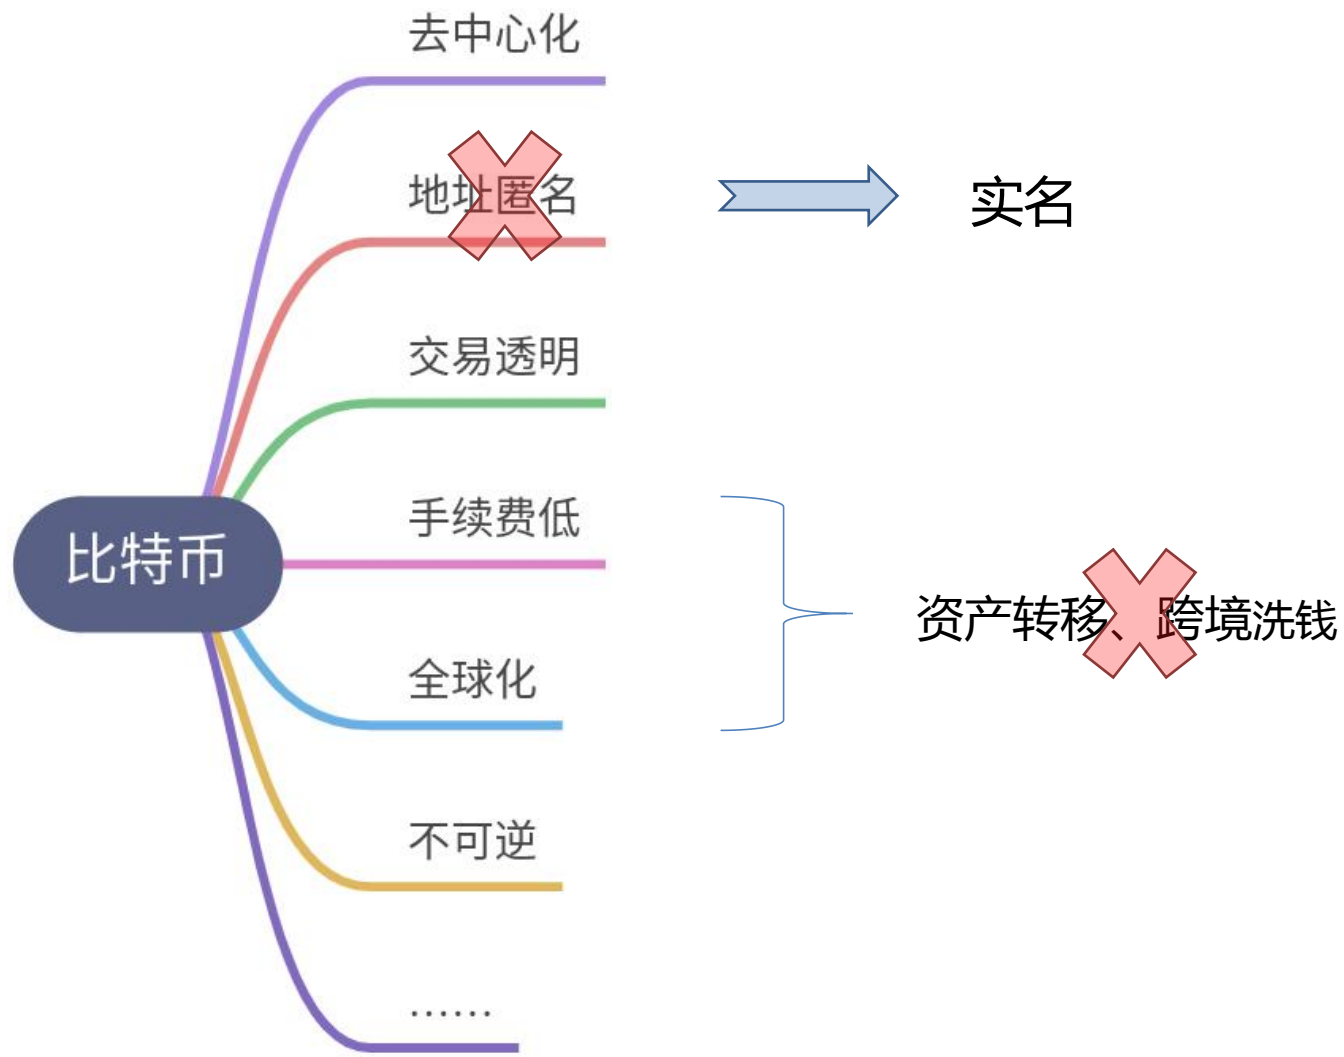 去中心化
地址匿名
实名
交易透明
手续费低
比特币
资产转移、跨境洗钱
全球化
不可逆
……